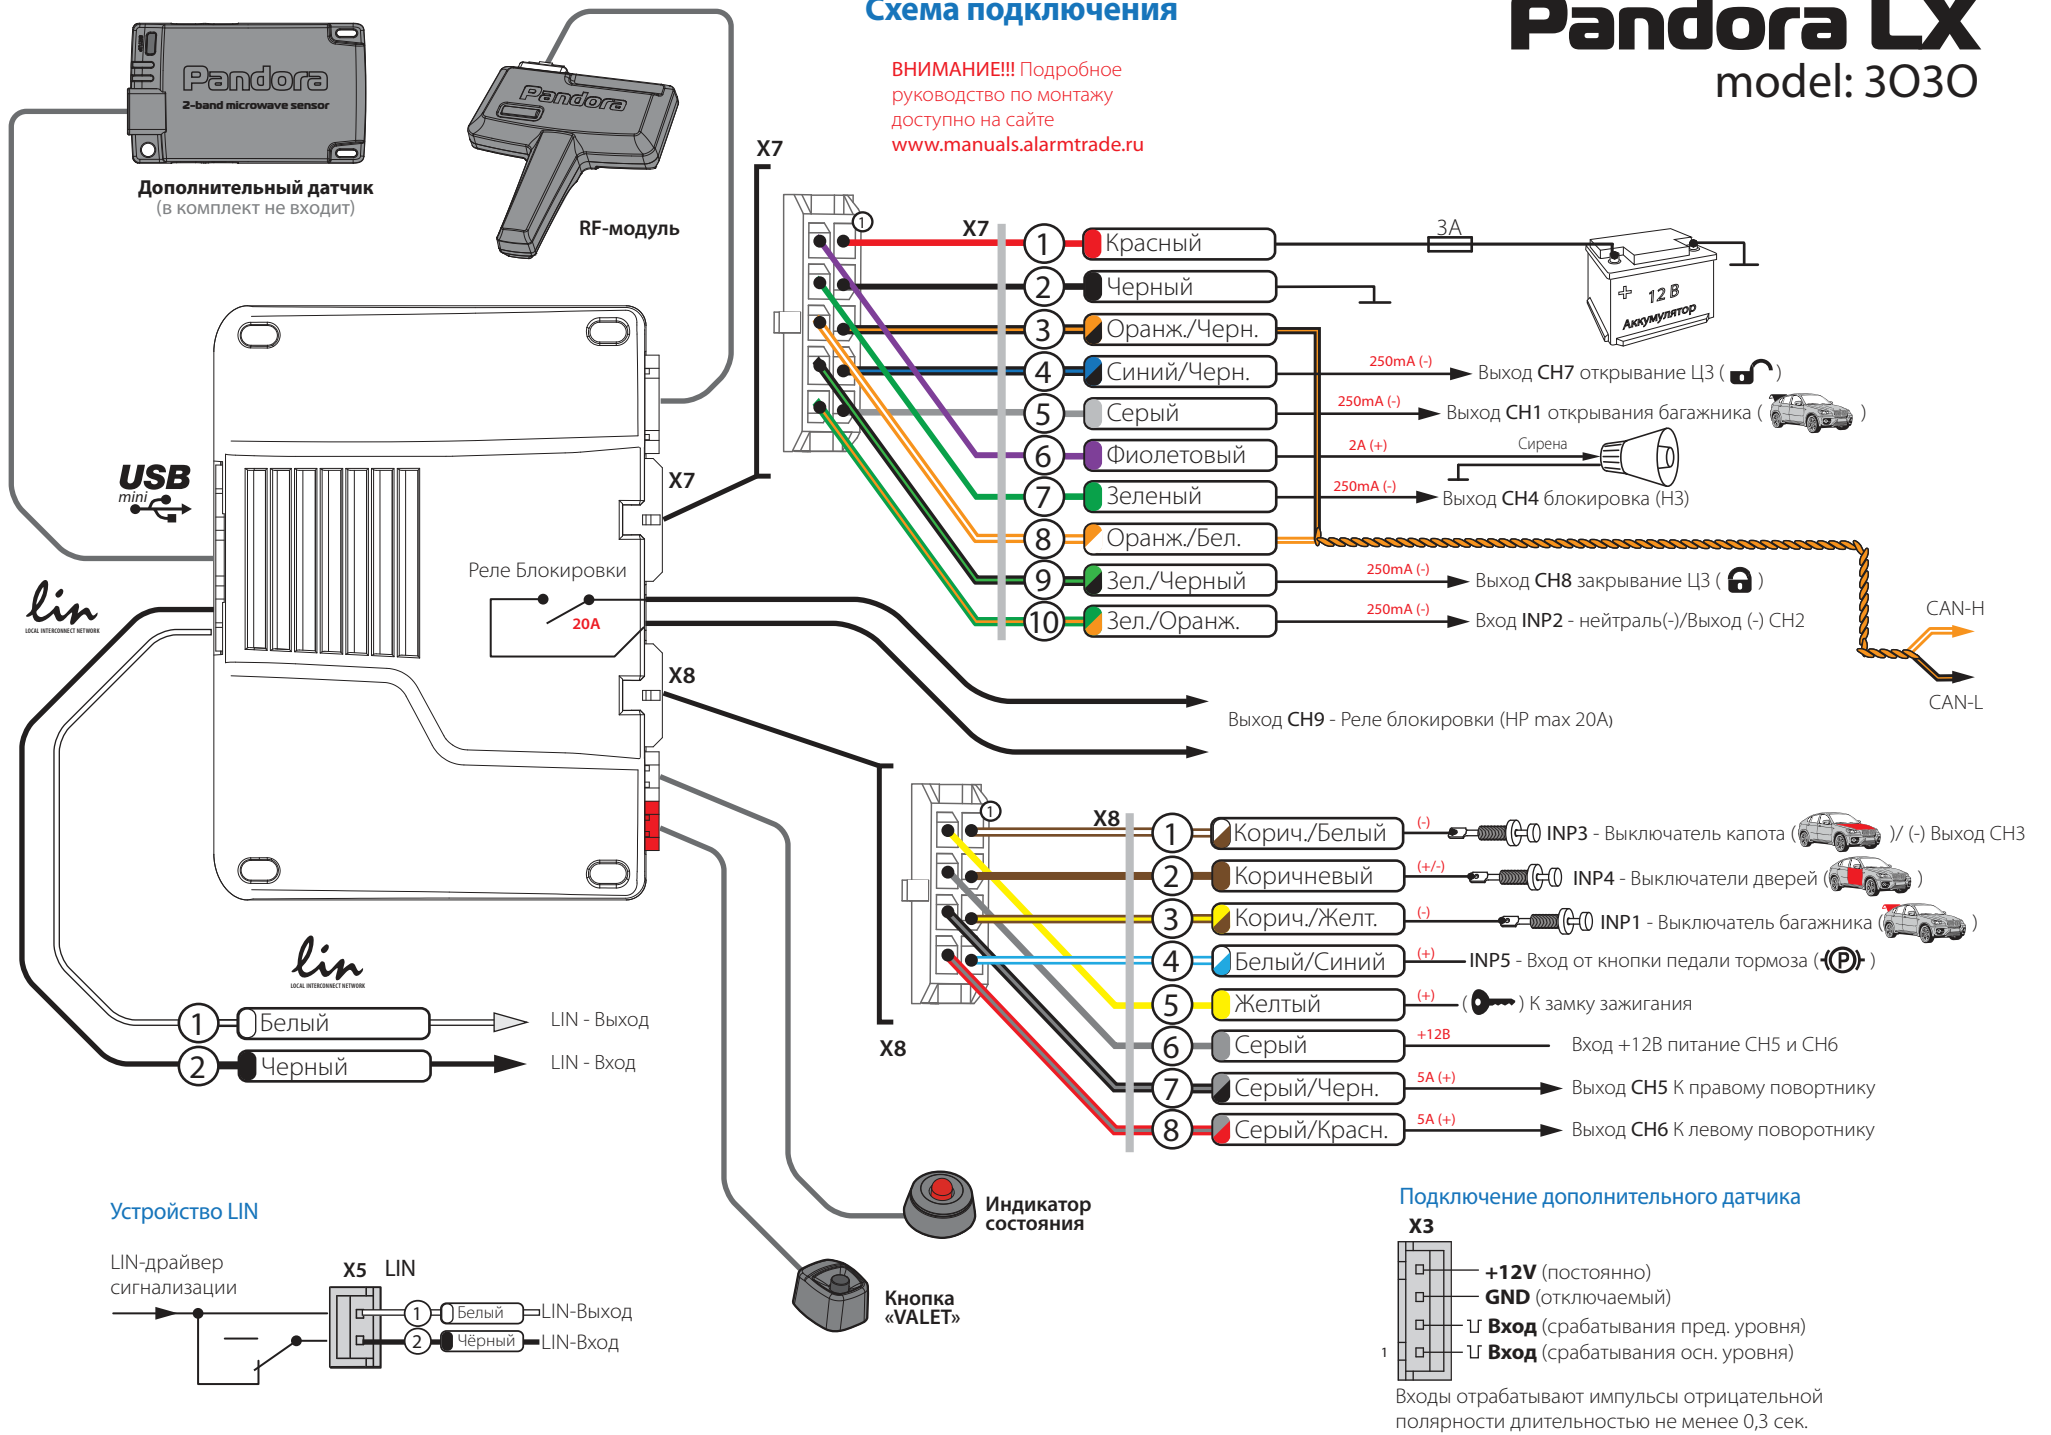 Схема подключения
Pandora LX
model: 3030
ВНИМАНИЕ!!! Подробное
руководство по монтажу
доступно на сайте
www.manuals.alarmtrade.ru
Pandora
2-band microwave sensor
Дополнительный датчик
(в комплект не входит)
Pandora
RF-модуль
X7
1
X7
1 Красный
3А
+ 12 В
Аккумулятор
2 Черный
3 Оранж./Черн.
4 Синий/Черн. 250mA (-) Выход CH7 открывание ЦЗ ( )
5 Серый 250mA (-) Выход CH1 открывания багажника ( )
6 Фиолетовый 2A (+) Сирена
7 Зеленый 250mA (-) Выход CH4 блокировка (НЗ)
8 Оранж./Бел.
9 Зел./Черный 250mA (-) Выход CH8 закрывание ЦЗ ( )
10 Зел./Оранж. 250mA (-) Вход INP2 - нейтраль(-)/Выход (-) CH2
CAN-H
CAN-L
USB
mini
X7
Реле Блокировки
20А
X8
lin
LOCAL INTERCONNECT NETWORK
Выход CH9 - Реле блокировки (НР max 20А)
1
X8
1 Корич./Белый (-) INP3 - Выключатель капота ( )/ (-) Выход CH3
2 Коричневый (+/-) INP4 - Выключатели дверей ( )
3 Корич./Желт. (-) INP1 - Выключатель багажника ( )
4 Белый/Синий (+) INP5 - Вход от кнопки педали тормоза ( (P) )
5 Желтый (+) ( ) К замку зажигания
6 Серый +12В Вход +12В питание CH5 и CH6
7 Серый/Черн. 5A (+) Выход CH5 К правому повортнику
8 Серый/Красн. 5A (+) Выход CH6 К левому поворотнику
X8
lin
LOCAL INTERCONNECT NETWORK
1 Белый LIN - Выход
2 Черный LIN - Вход
Индикатор
состояния
Кнопка
«VALET»
Устройство LIN
LIN-драйвер
сигнализации
X5 LIN
1 Белый LIN-Выход
2 Чёрный LIN-Вход
Подключение дополнительного датчика
X3
+12V (постоянно)
GND (отключаемый)
Вход (срабатывания пред. уровня)
1 Вход (срабатывания осн. уровня)
Входы отрабатывают импульсы отрицательной
полярности длительностью не менее 0,3 сек.